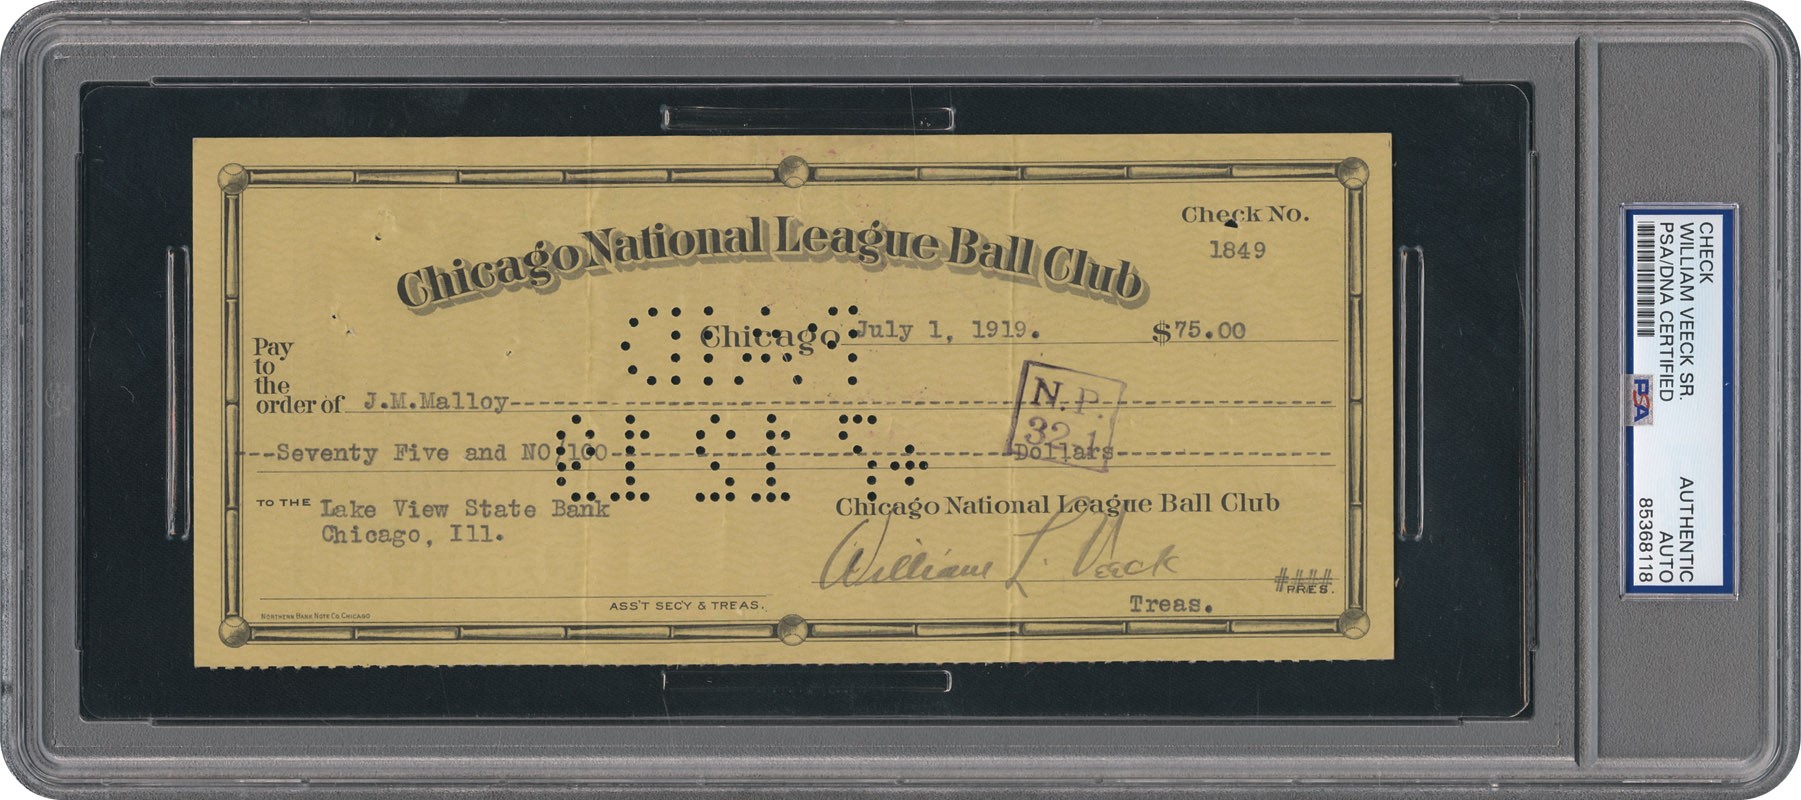 Check No.
1849
Chicago National League Ball Club
Chicago July 1, 1919. $75.00
Pay
to
the
order of J.M.Malloy
N.P.
32 1
Seventy Five and NO/100 Dollars
TO THE Lake View State Bank
Chicago, Ill.
Chicago National League Ball Club
William L. Veeck
PRES.
Treas.
ASS'T SEC'Y & TREAS.
NORTHERN BANK NOTE CO. CHICAGO
PAID
CHECK
WILLIAM VEECK SR.
PSA/DNA CERTIFIED
PSA
AUTHENTIC
AUTO
85368118